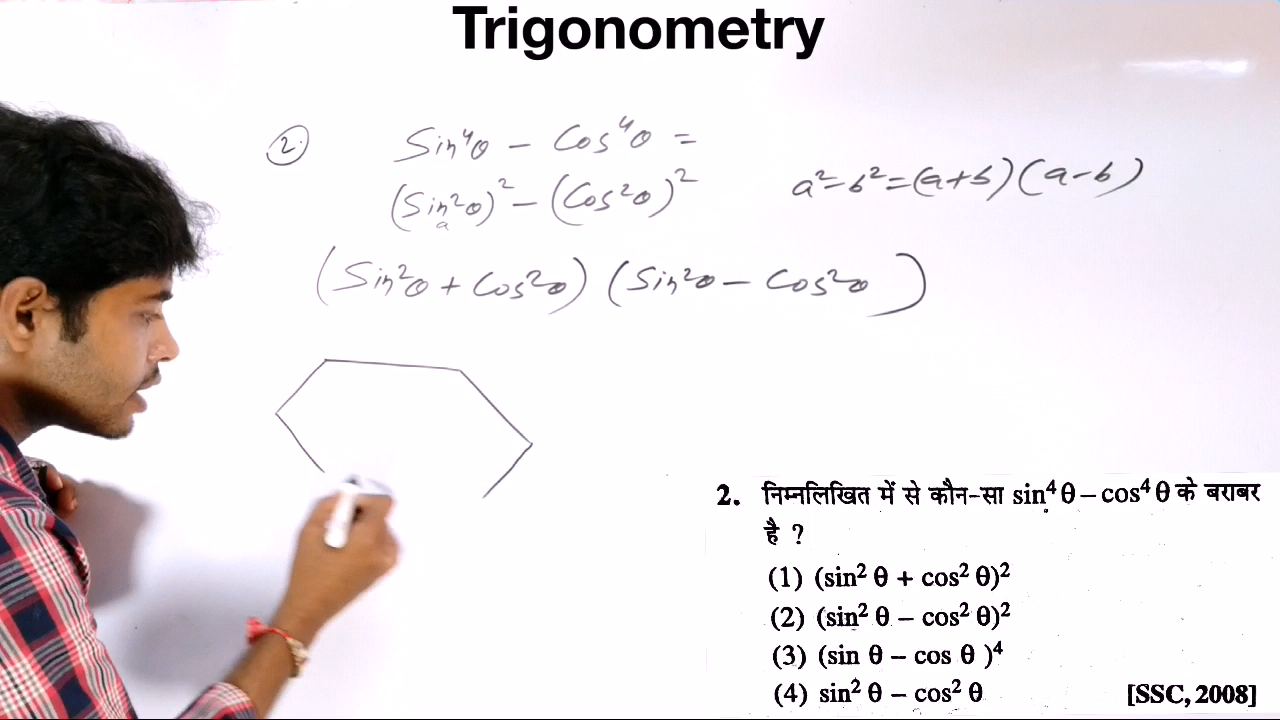 Trigonometry
2. Sin⁴θ - Cos⁴θ =
(Sin²θ)² - (Cos²θ)²
a
a² - b² = (a+b)(a-b)
(Sin²θ + Cos²θ) (Sin²θ - Cos²θ)
2. निम्नलिखित में से कौन-सा sin⁴ θ – cos⁴ θ के बराबर
है ?
(1) (sin² θ + cos² θ)²
(2) (sin² θ – cos² θ)²
(3) (sin θ – cos θ )⁴
(4) sin² θ – cos² θ [SSC, 2008]